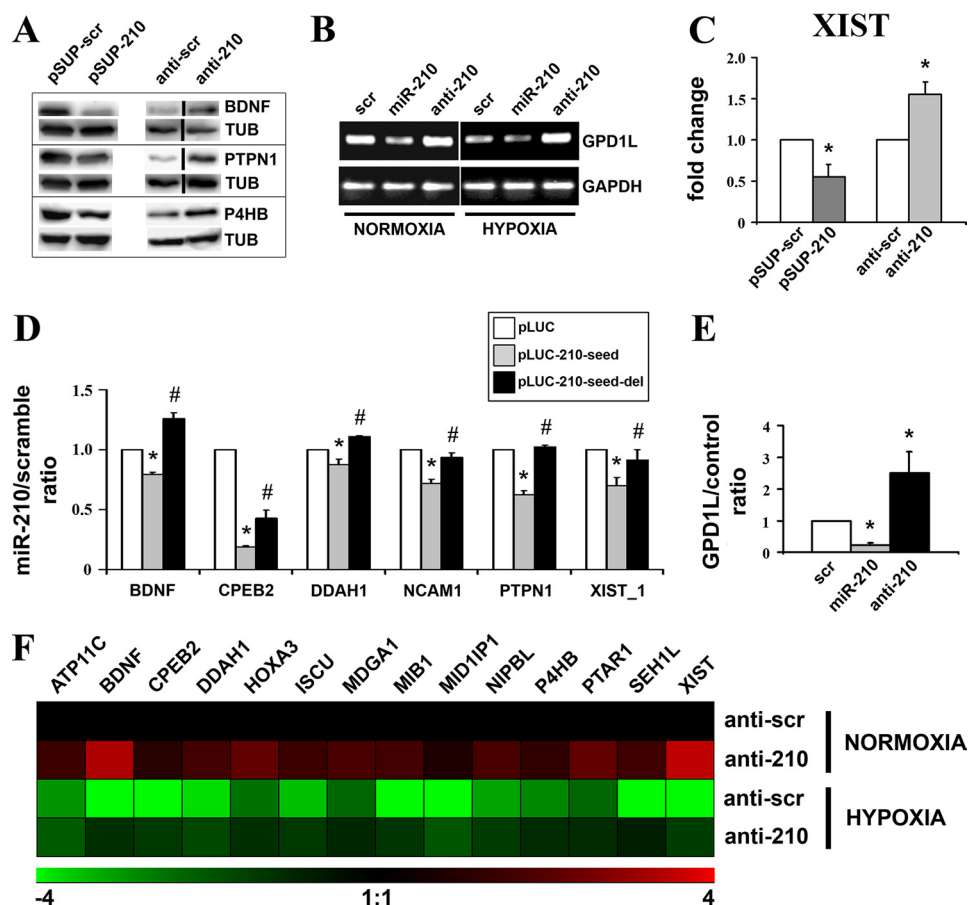 A
pSUP-scr
pSUP-210
anti-scr
anti-210
BDNF
TUB
PTPN1
TUB
P4HB
TUB
B
scr
miR-210
anti-210
scr
miR-210
anti-210
GPD1L
GAPDH
NORMOXIA
HYPOXIA
C
XIST
fold change
2.0
1.5
1.0
0.5
0
*
*
pSUP-scr
pSUP-210
anti-scr
anti-210
D
pLUC
pLUC-210-seed
pLUC-210-seed-del
miR-210/scramble
ratio
1.5
1.0
0.5
0
* #
* #
* #
* #
* #
* #
BDNF
CPEB2
DDAH1
NCAM1
PTPN1
XIST_1
E
GPD1L/control
ratio
4
3
2
1
0
*
*
scr
miR-210
anti-210
F
ATP11C
BDNF
CPEB2
DDAH1
HOXA3
ISCU
MDGA1
MIB1
MID1IP1
NIPBL
P4HB
PTAR1
SEH1L
XIST
anti-scr
anti-210
NORMOXIA
anti-scr
anti-210
HYPOXIA
-4
1:1
4